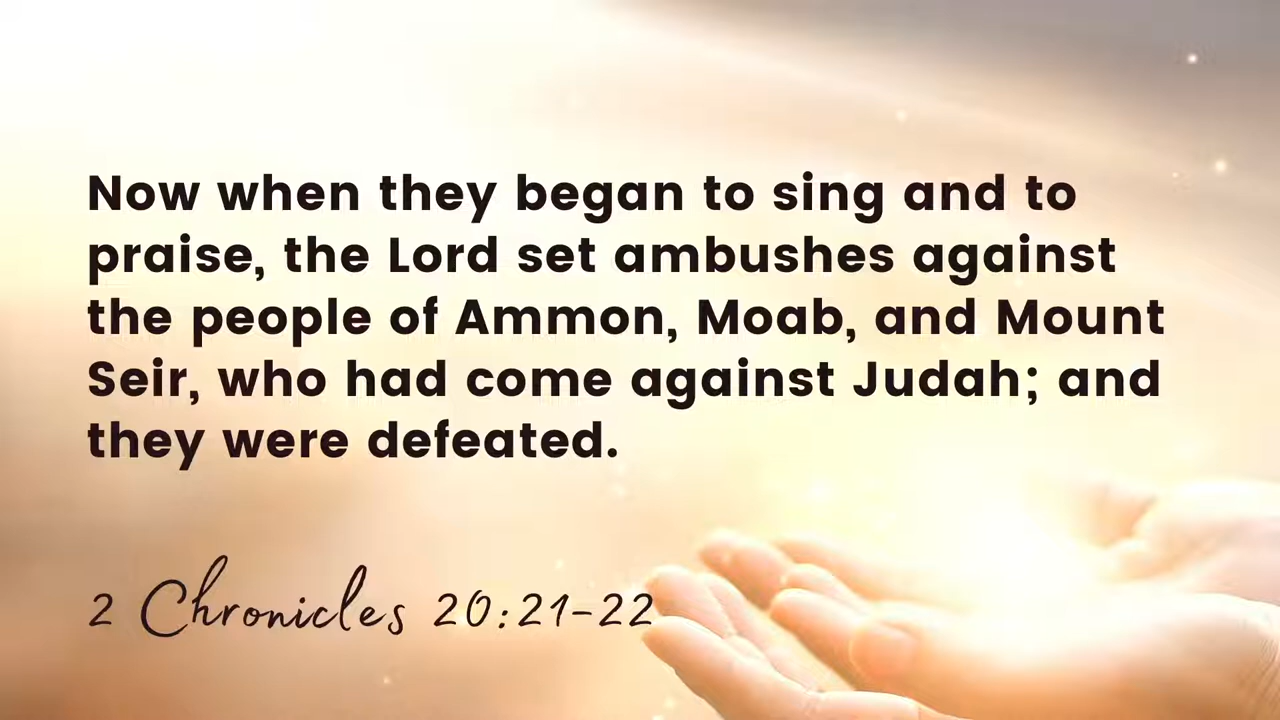 Now when they began to sing and to
praise, the Lord set ambushes against
the people of Ammon, Moab, and Mount
Seir, who had come against Judah; and
they were defeated.
2 Chronicles 20:21-22